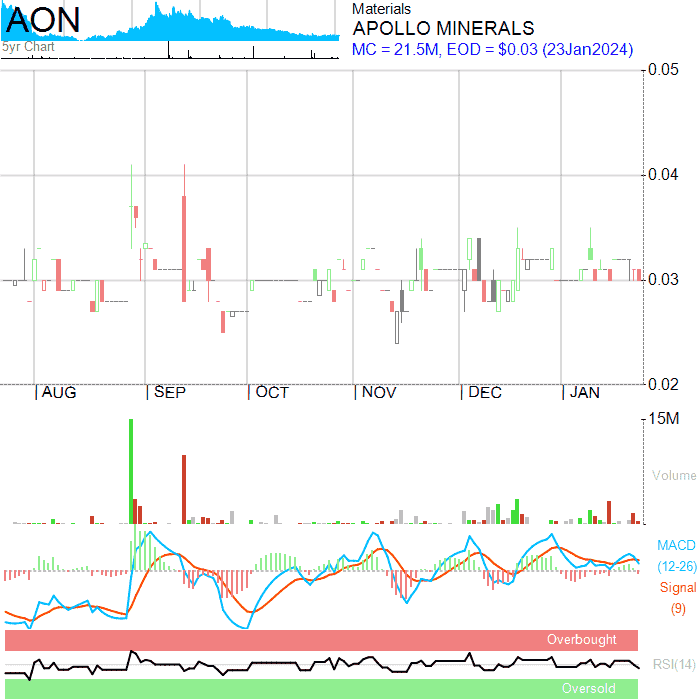 AON
5yr Chart
Materials
APOLLO MINERALS
MC = 21.5M, EOD = $0.03 (23Jan2024)
0.05
0.04
0.03
0.02
AUG SEP OCT NOV DEC JAN
15M
Volume
MACD
(12-26)
Signal
(9)
Overbought
RSI(14)
Oversold